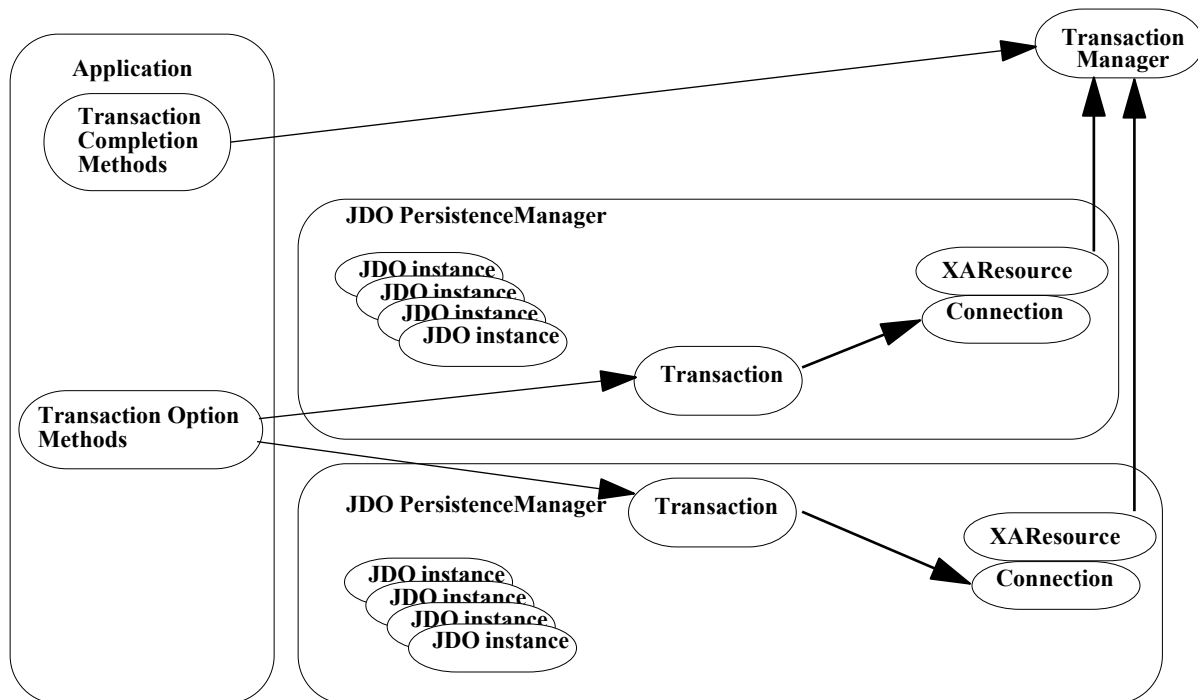 Transaction
Manager
Application
Transaction
Completion
Methods
JDO PersistenceManager
JDO instance
JDO instance
JDO instance
JDO instance
XAResource
Connection
Transaction
Transaction Option
Methods
JDO PersistenceManager
Transaction
XAResource
Connection
JDO instance
JDO instance
JDO instance
JDO instance